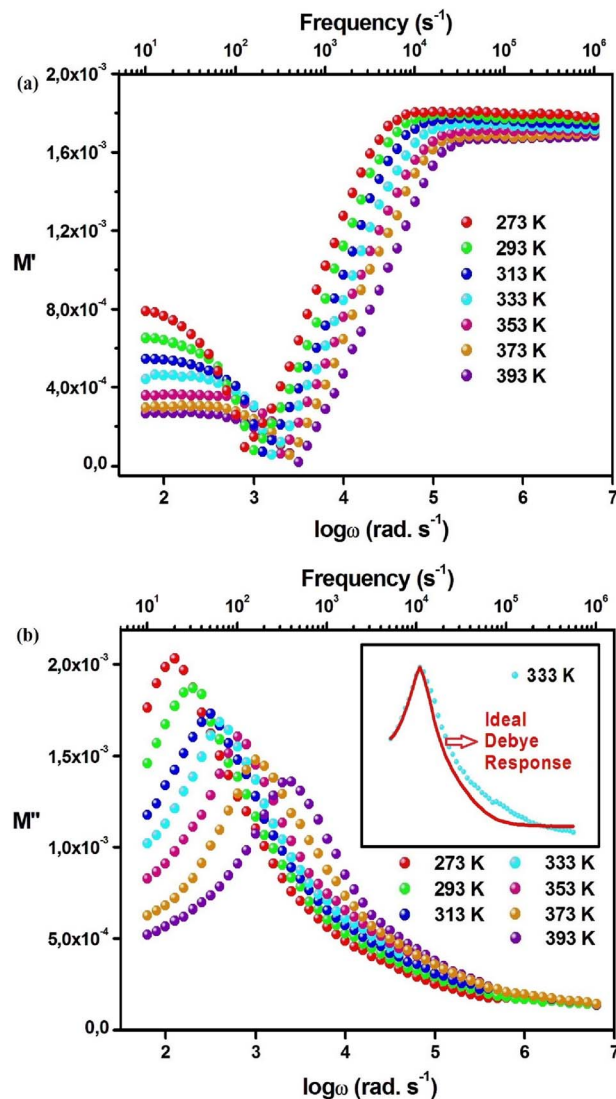 Frequency (s⁻¹)
10¹ 10² 10³ 10⁴ 10⁵ 10⁶
(a)
2,0x10⁻³
1,6x10⁻³
1,2x10⁻³
8,0x10⁻⁴
4,0x10⁻⁴
0,0
M'
273 K
293 K
313 K
333 K
353 K
373 K
393 K
2 3 4 5 6 7
logω (rad. s⁻¹)
Frequency (s⁻¹)
10¹ 10² 10³ 10⁴ 10⁵ 10⁶
(b)
2,0x10⁻³
1,5x10⁻³
1,0x10⁻³
5,0x10⁻⁴
0,0
M"
333 K
Ideal
Debye
Response
273 K 333 K
293 K 353 K
313 K 373 K
393 K
2 3 4 5 6 7
logω (rad. s⁻¹)